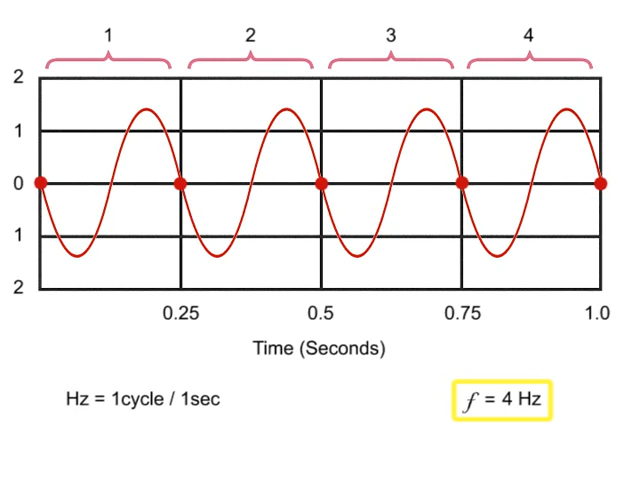 1 2 3 4
2
1
0
1
2
0.25 0.5 0.75 1.0
Time (Seconds)
Hz = 1cycle / 1sec
f = 4 Hz